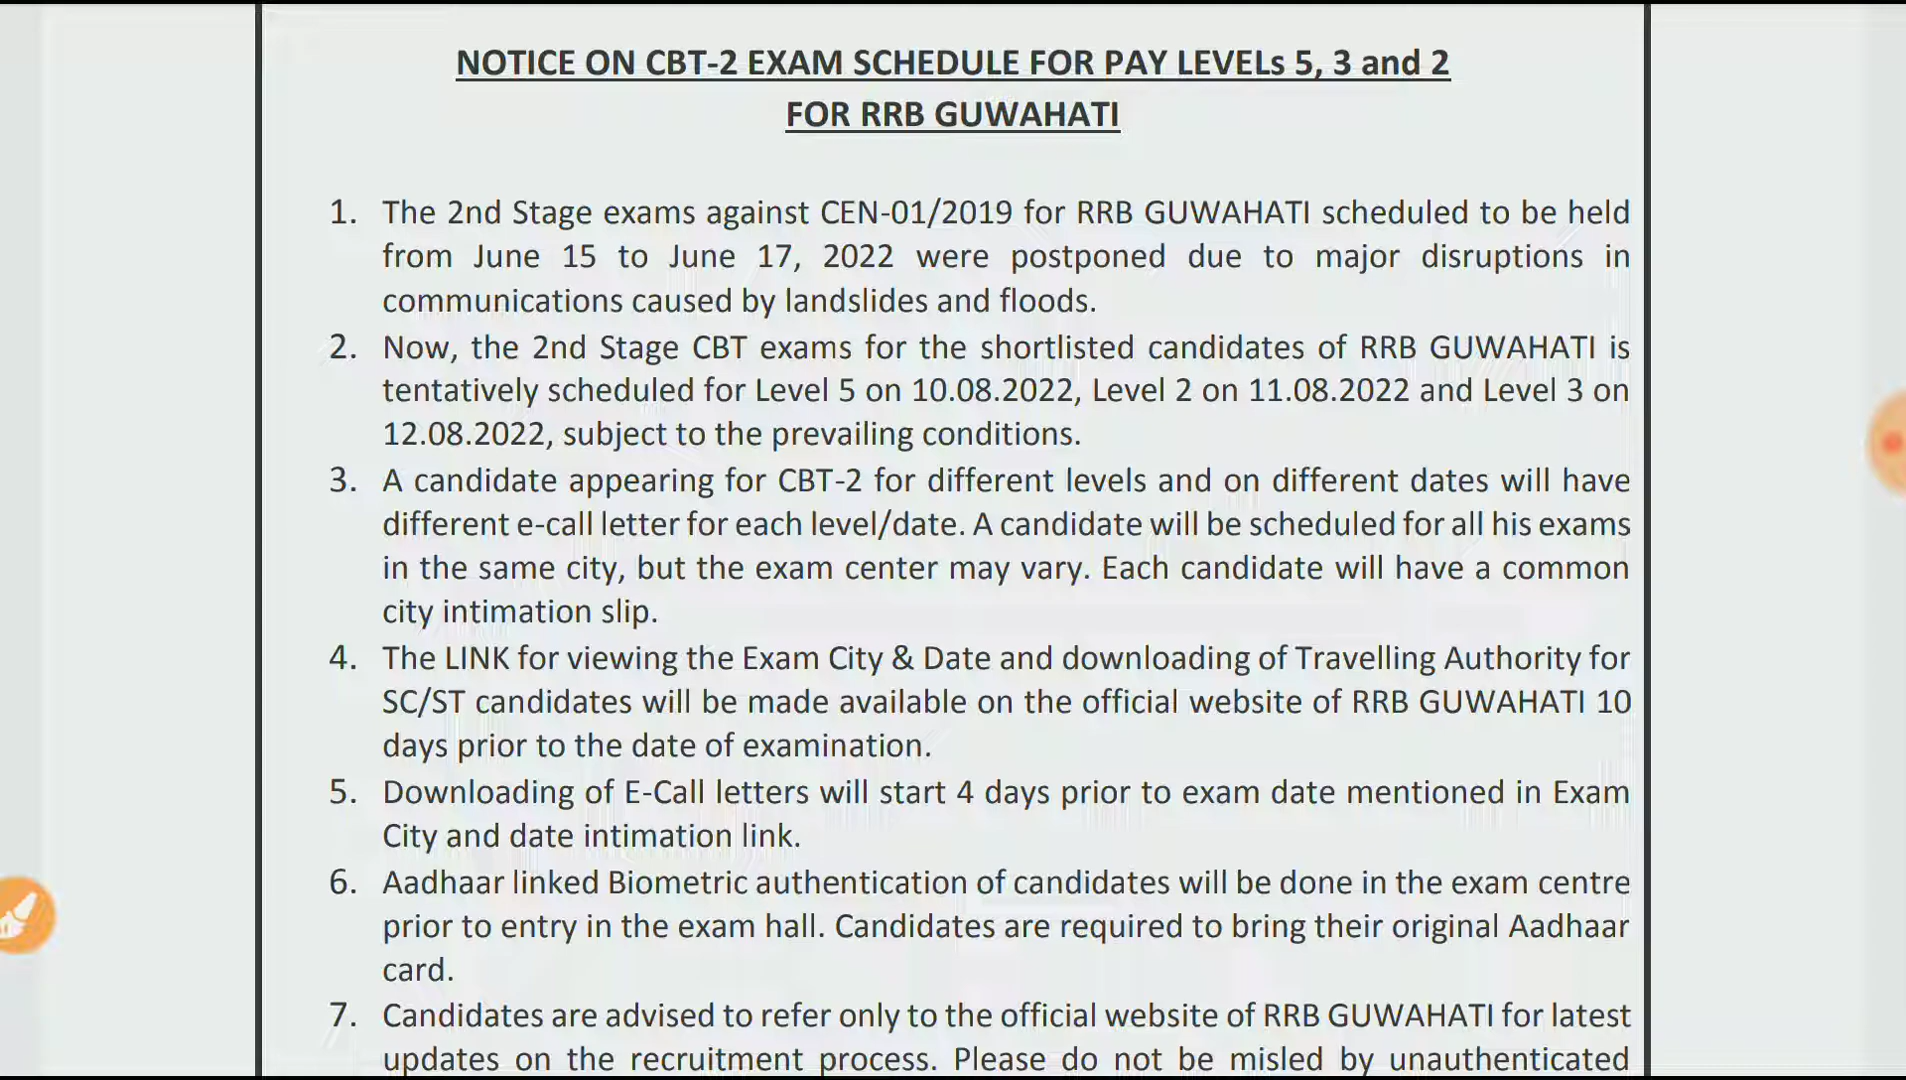 NOTICE ON CBT-2 EXAM SCHEDULE FOR PAY LEVELs 5, 3 and 2
FOR RRB GUWAHATI
1. The 2nd Stage exams against CEN-01/2019 for RRB GUWAHATI scheduled to be held
from June 15 to June 17, 2022 were postponed due to major disruptions in
communications caused by landslides and floods.
2. Now, the 2nd Stage CBT exams for the shortlisted candidates of RRB GUWAHATI is
tentatively scheduled for Level 5 on 10.08.2022, Level 2 on 11.08.2022 and Level 3 on
12.08.2022, subject to the prevailing conditions.
3. A candidate appearing for CBT-2 for different levels and on different dates will have
different e-call letter for each level/date. A candidate will be scheduled for all his exams
in the same city, but the exam center may vary. Each candidate will have a common
city intimation slip.
4. The LINK for viewing the Exam City & Date and downloading of Travelling Authority for
SC/ST candidates will be made available on the official website of RRB GUWAHATI 10
days prior to the date of examination.
5. Downloading of E-Call letters will start 4 days prior to exam date mentioned in Exam
City and date intimation link.
6. Aadhaar linked Biometric authentication of candidates will be done in the exam centre
prior to entry in the exam hall. Candidates are required to bring their original Aadhaar
card.
7. Candidates are advised to refer only to the official website of RRB GUWAHATI for latest
updates on the recruitment process. Please do not be misled by unauthenticated